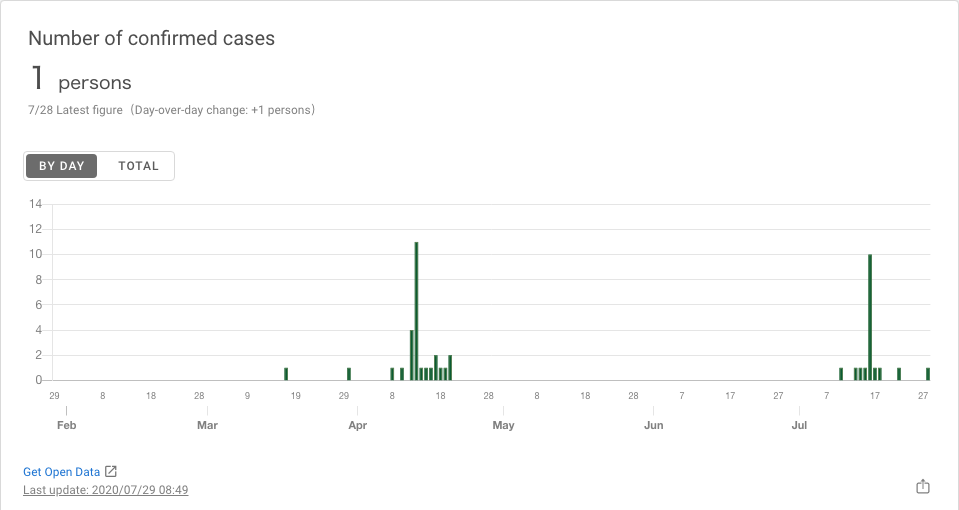 Number of confirmed cases
1 persons
7/28 Latest figure（Day-over-day change: +1 persons）
BY DAY TOTAL
14
12
10
8
6
4
2
0
29 8 18 28 9 19 29 8 18 28 8 18 28 7 17 27 7 17 27
Feb Mar Apr May Jun Jul
Get Open Data
Last update: 2020/07/29 08:49